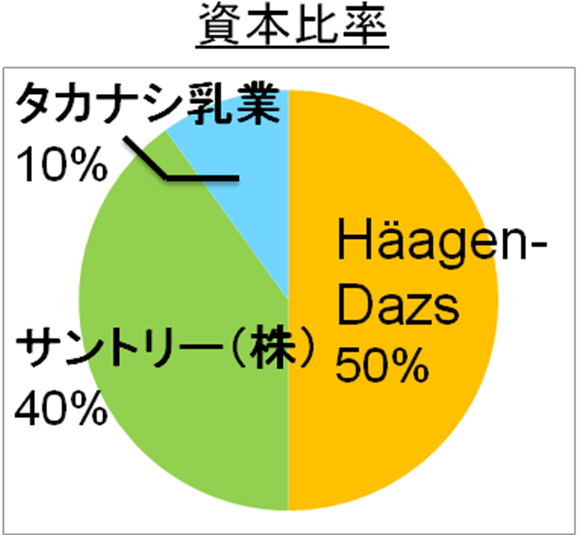 資本比率
タカナシ乳業
10%
Häagen-
Dazs
50%
サントリー(株)
40%